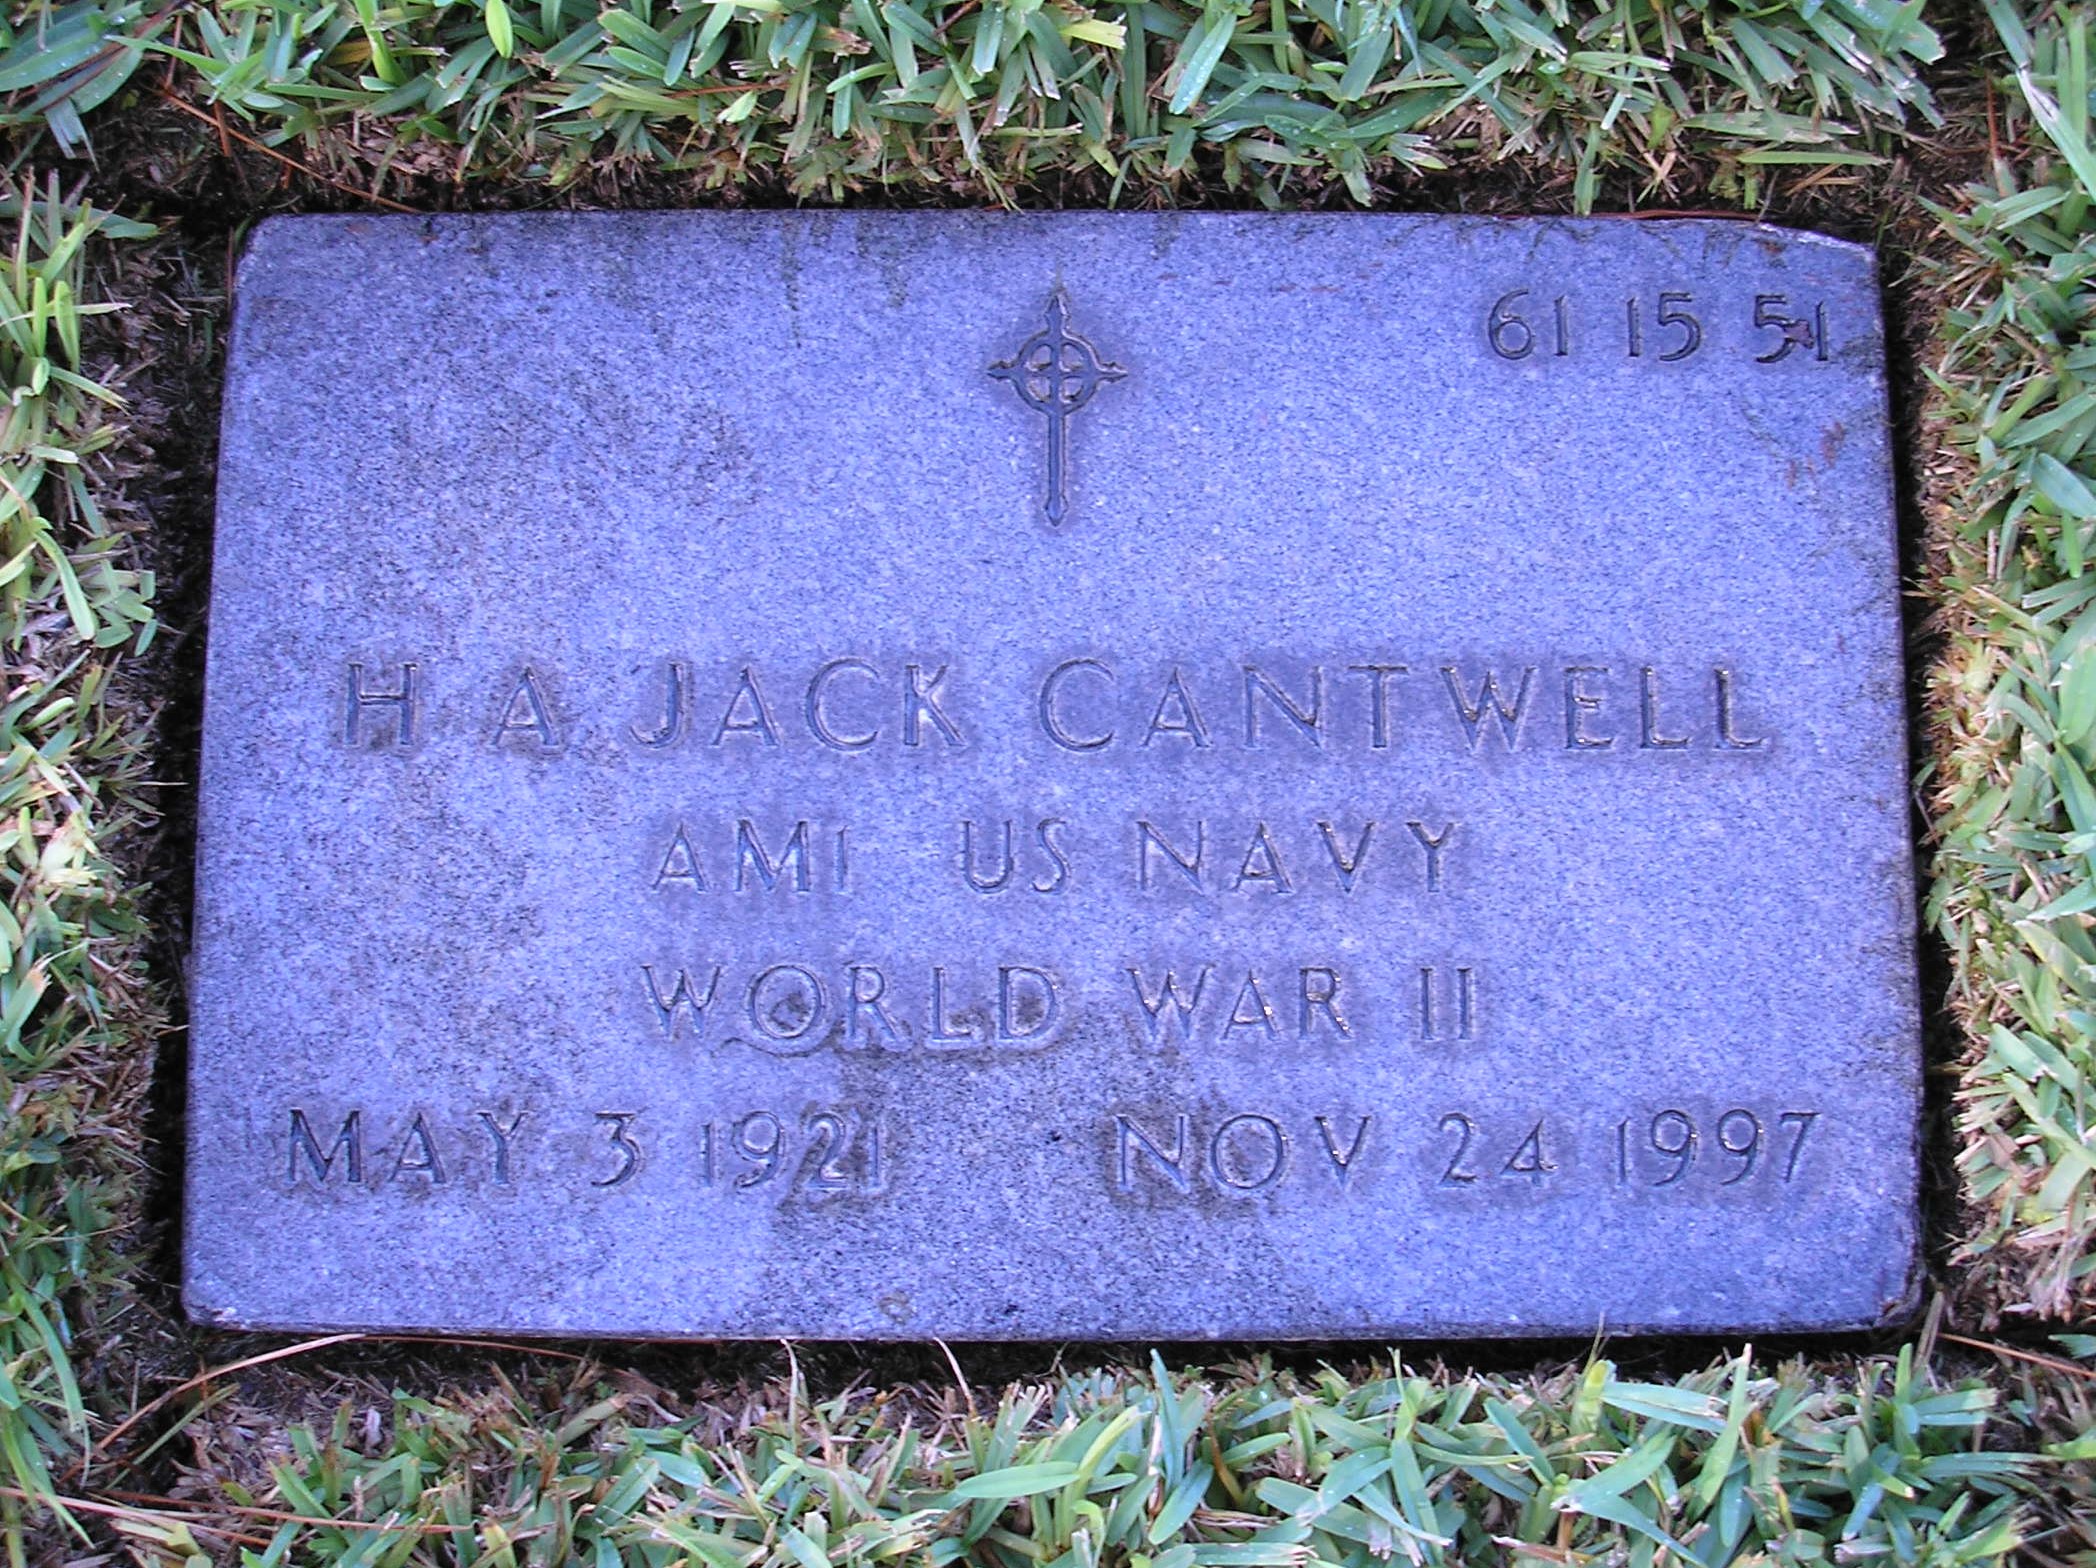 61 15 51
H A JACK CANTWELL
AM1 US NAVY
WORLD WAR II
MAY 3 1921 NOV 24 1997